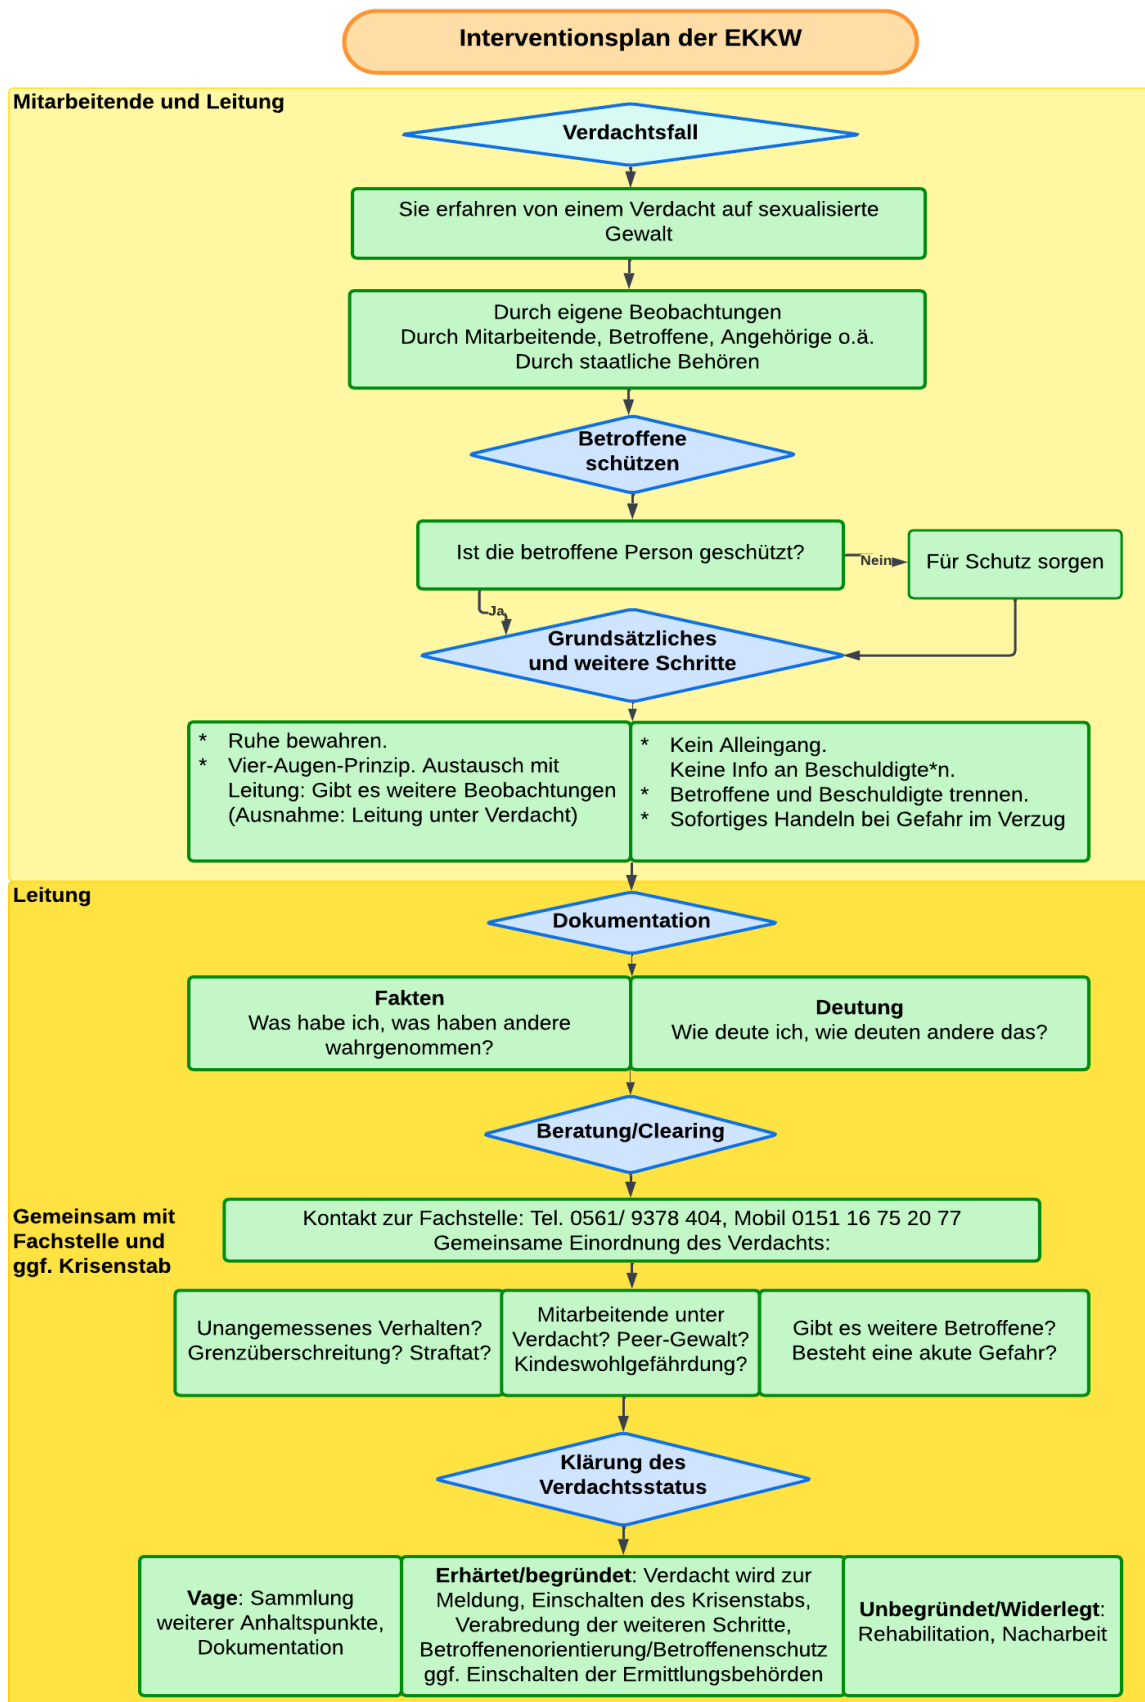 Interventionsplan der EKKW
Mitarbeitende und Leitung
Verdachtsfall
Sie erfahren von einem Verdacht auf sexualisierte
Gewalt
Durch eigene Beobachtungen
Durch Mitarbeitende, Betroffene, Angehörige o.ä.
Durch staatliche Behören
Betroffene
schützen
Ist die betroffene Person geschützt?
Nein
Für Schutz sorgen
Ja
Grundsätzliches
und weitere Schritte
* Ruhe bewahren.
* Vier-Augen-Prinzip. Austausch mit
Leitung: Gibt es weitere Beobachtungen
(Ausnahme: Leitung unter Verdacht)
* Kein Alleingang.
Keine Info an Beschuldigte*n.
* Betroffene und Beschuldigte trennen.
* Sofortiges Handeln bei Gefahr im Verzug
Leitung
Dokumentation
Fakten
Was habe ich, was haben andere
wahrgenommen?
Deutung
Wie deute ich, wie deuten andere das?
Beratung/Clearing
Gemeinsam mit
Fachstelle und
ggf. Krisenstab
Kontakt zur Fachstelle: Tel. 0561/ 9378 404, Mobil 0151 16 75 20 77
Gemeinsame Einordnung des Verdachts:
Unangemessenes Verhalten?
Grenzüberschreitung? Straftat?
Mitarbeitende unter
Verdacht? Peer-Gewalt?
Kindeswohlgefährdung?
Gibt es weitere Betroffene?
Besteht eine akute Gefahr?
Klärung des
Verdachtsstatus
Vage: Sammlung
weiterer Anhaltspunkte,
Dokumentation
Erhärtet/begründet: Verdacht wird zur
Meldung, Einschalten des Krisenstabs,
Verabredung der weiteren Schritte,
Betroffenenorientierung/Betroffenenschutz
ggf. Einschalten der Ermittlungsbehörden
Unbegründet/Widerlegt:
Rehabilitation, Nacharbeit